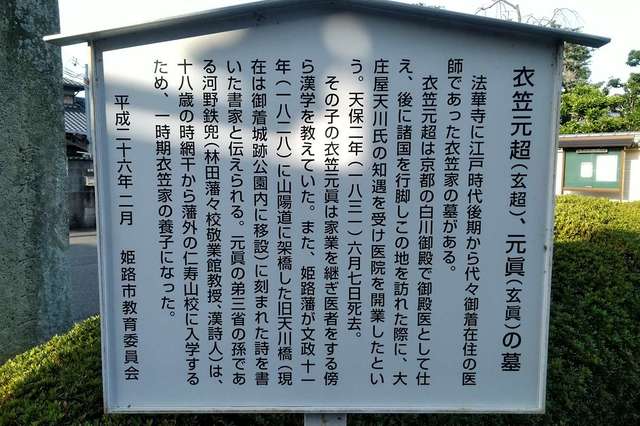 衣笠元超(玄超)、元眞(玄眞)の墓
法華寺に江戸時代後期から代々御着在住の医
師であった衣笠家の墓がある。
衣笠元超は京都の白川御殿で御殿医として仕
え、後に諸国を行脚しこの地を訪れた際に、大
庄屋天川氏の知遇を受け医院を開業したとい
う。天保二年(一八三一)六月七日死去。
その子の衣笠元眞は家業を継ぎ医者をする傍
ら漢学を教えていた。また、姫路藩が文政十一
年(一八二八)に山陽道に架橋した旧天川橋(現
在は御着城跡公園内に移設)に刻まれた詩を書
いた書家と伝えられる。元眞の弟三省の孫であ
る河野鉄兜(林田藩々校敬業館教授、漢詩人)は、
十八歳の時網干から藩外の仁寿山校に入学する
ため、一時期衣笠家の養子になった。
平成二十六年二月 姫路市教育委員会